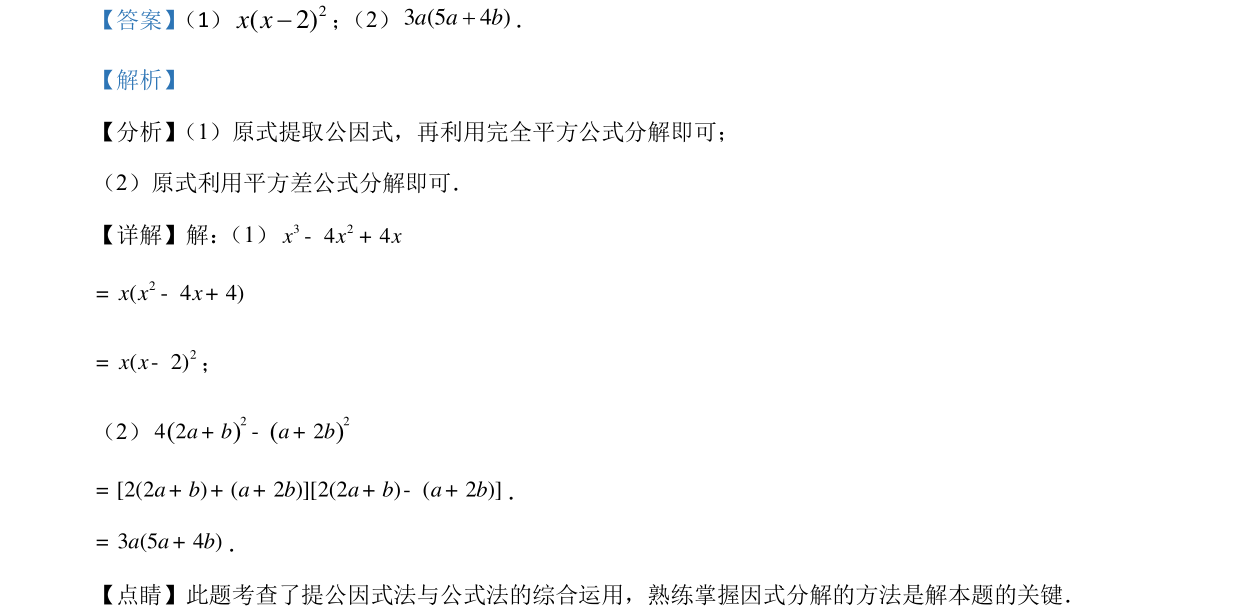 【答案】（1）x(x−2)²；（2）3a(5a+4b)．
【解析】
【分析】（1）原式提取公因式，再利用完全平方公式分解即可；
（2）原式利用平方差公式分解即可．
【详解】解：（1）x³- 4x²+ 4x
= x(x²- 4x+ 4)
= x(x- 2)²；
（2）4(2a+ b)²- (a+ 2b)²
= [2(2a+ b)+ (a+ 2b)][2(2a+ b)- (a+ 2b)]．
= 3a(5a+ 4b)．
【点睛】此题考查了提公因式法与公式法的综合运用，熟练掌握因式分解的方法是解本题的关键．